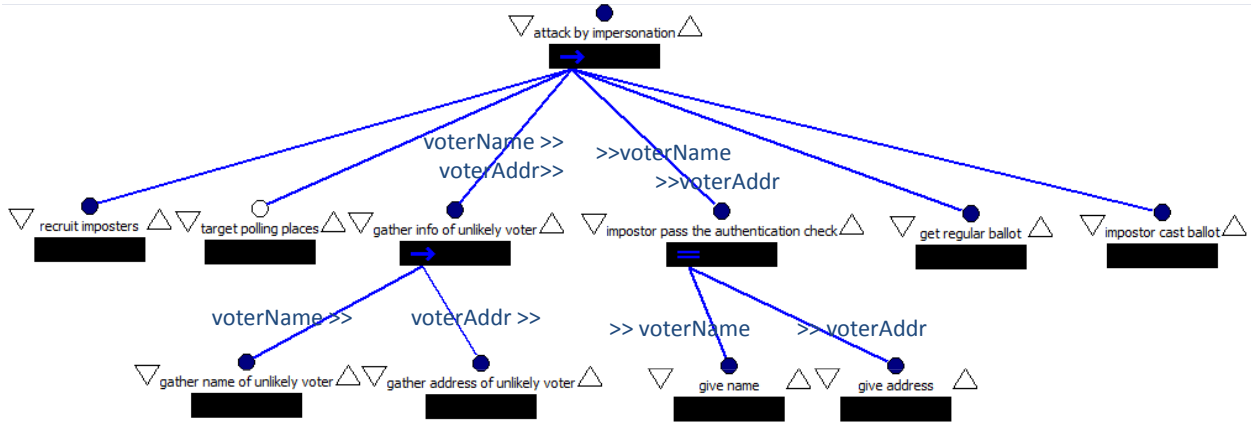 attack by impersonation
voterName >>
voterAddr>>
>>voterName
>>voterAddr
recruit imposters
target polling places
gather info of unlikely voter
impostor pass the authentication check
get regular ballot
impostor cast ballot
voterName >>
voterAddr >>
>> voterName
>> voterAddr
gather name of unlikely voter
gather address of unlikely voter
give name
give address